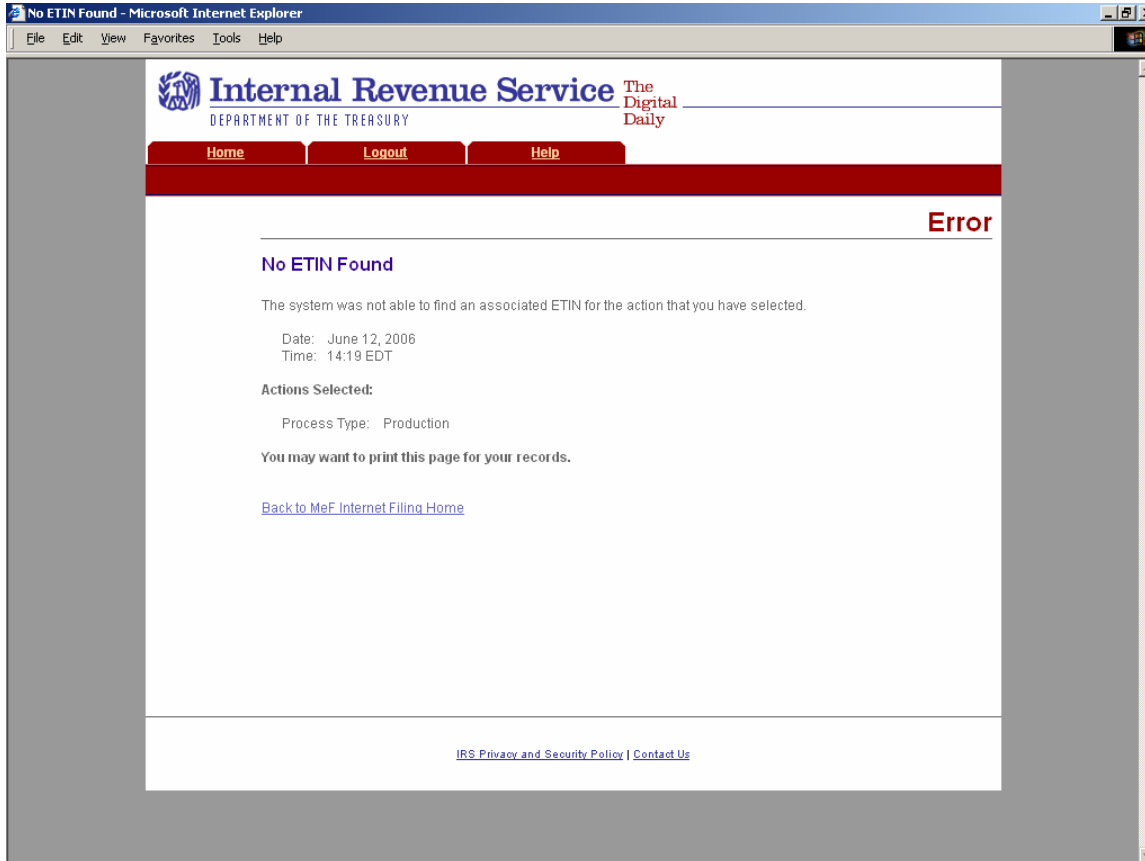 No ETIN Found - Microsoft Internet Explorer
File Edit View Favorites Tools Help
Internal Revenue Service
DEPARTMENT OF THE TREASURY
The
Digital
Daily
Home Logout Help
Error
No ETIN Found
The system was not able to find an associated ETIN for the action that you have selected.
Date: June 12, 2006
Time: 14:19 EDT
Actions Selected:
Process Type: Production
You may want to print this page for your records.
Back to MeF Internet Filing Home
IRS Privacy and Security Policy | Contact Us